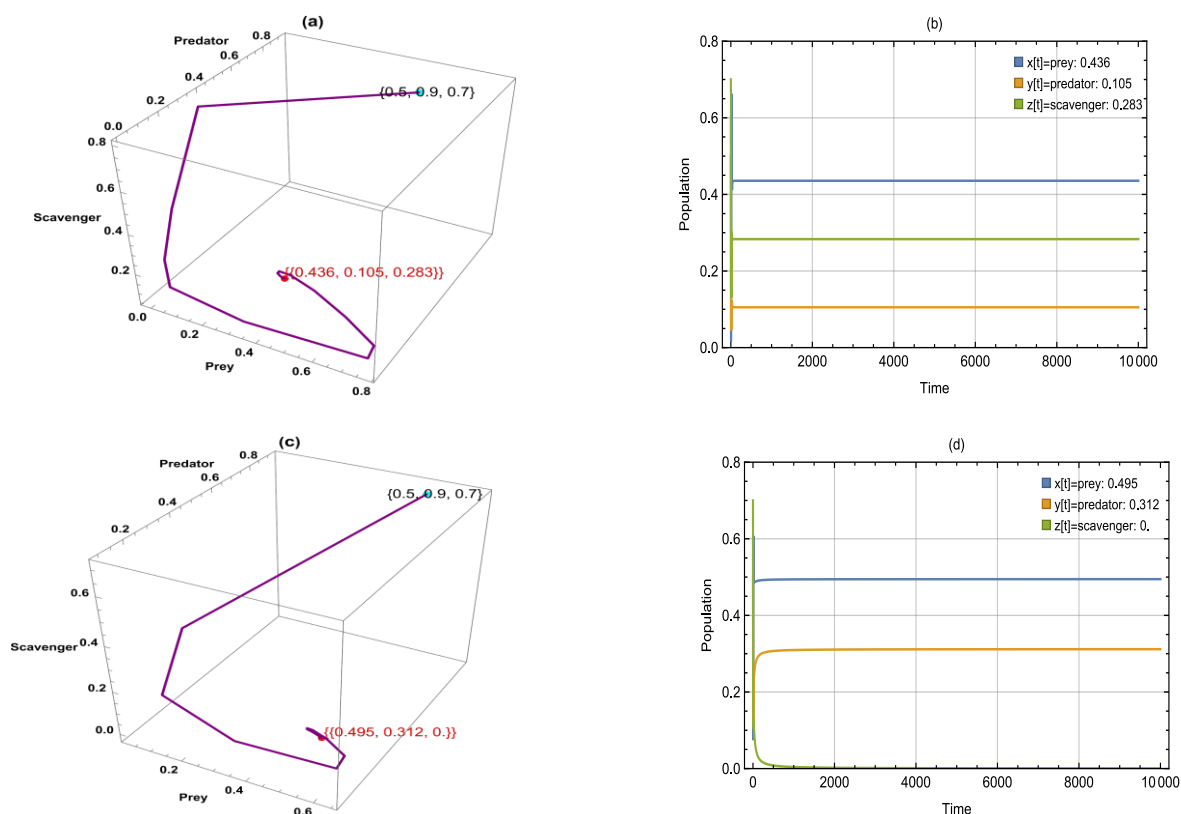 (a)
Predator
0.8
0.6
0.4
0.2
0.0
0.8
0.6
Scavenger
0.4
0.2
{0.5, 0.9, 0.7}
{{0.436, 0.105, 0.283}}
0.0
0.2
0.4
0.6
0.8
Prey
(b)
0.8
0.6
0.4
0.2
0.0
Population
x[t]=prey: 0.436
y[t]=predator: 0.105
z[t]=scavenger: 0.283
0 2000 4000 6000 8000 10000
Time
(c)
Predator
0.8
0.6
0.4
0.2
0.6
0.4
Scavenger
0.2
0.0
{0.5, 0.9, 0.7}
{{0.495, 0.312, 0.}}
0.2
0.4
0.6
Prey
(d)
0.8
0.6
0.4
0.2
0.0
Population
x[t]=prey: 0.495
y[t]=predator: 0.312
z[t]=scavenger: 0.
0 2000 4000 6000 8000 10000
Time